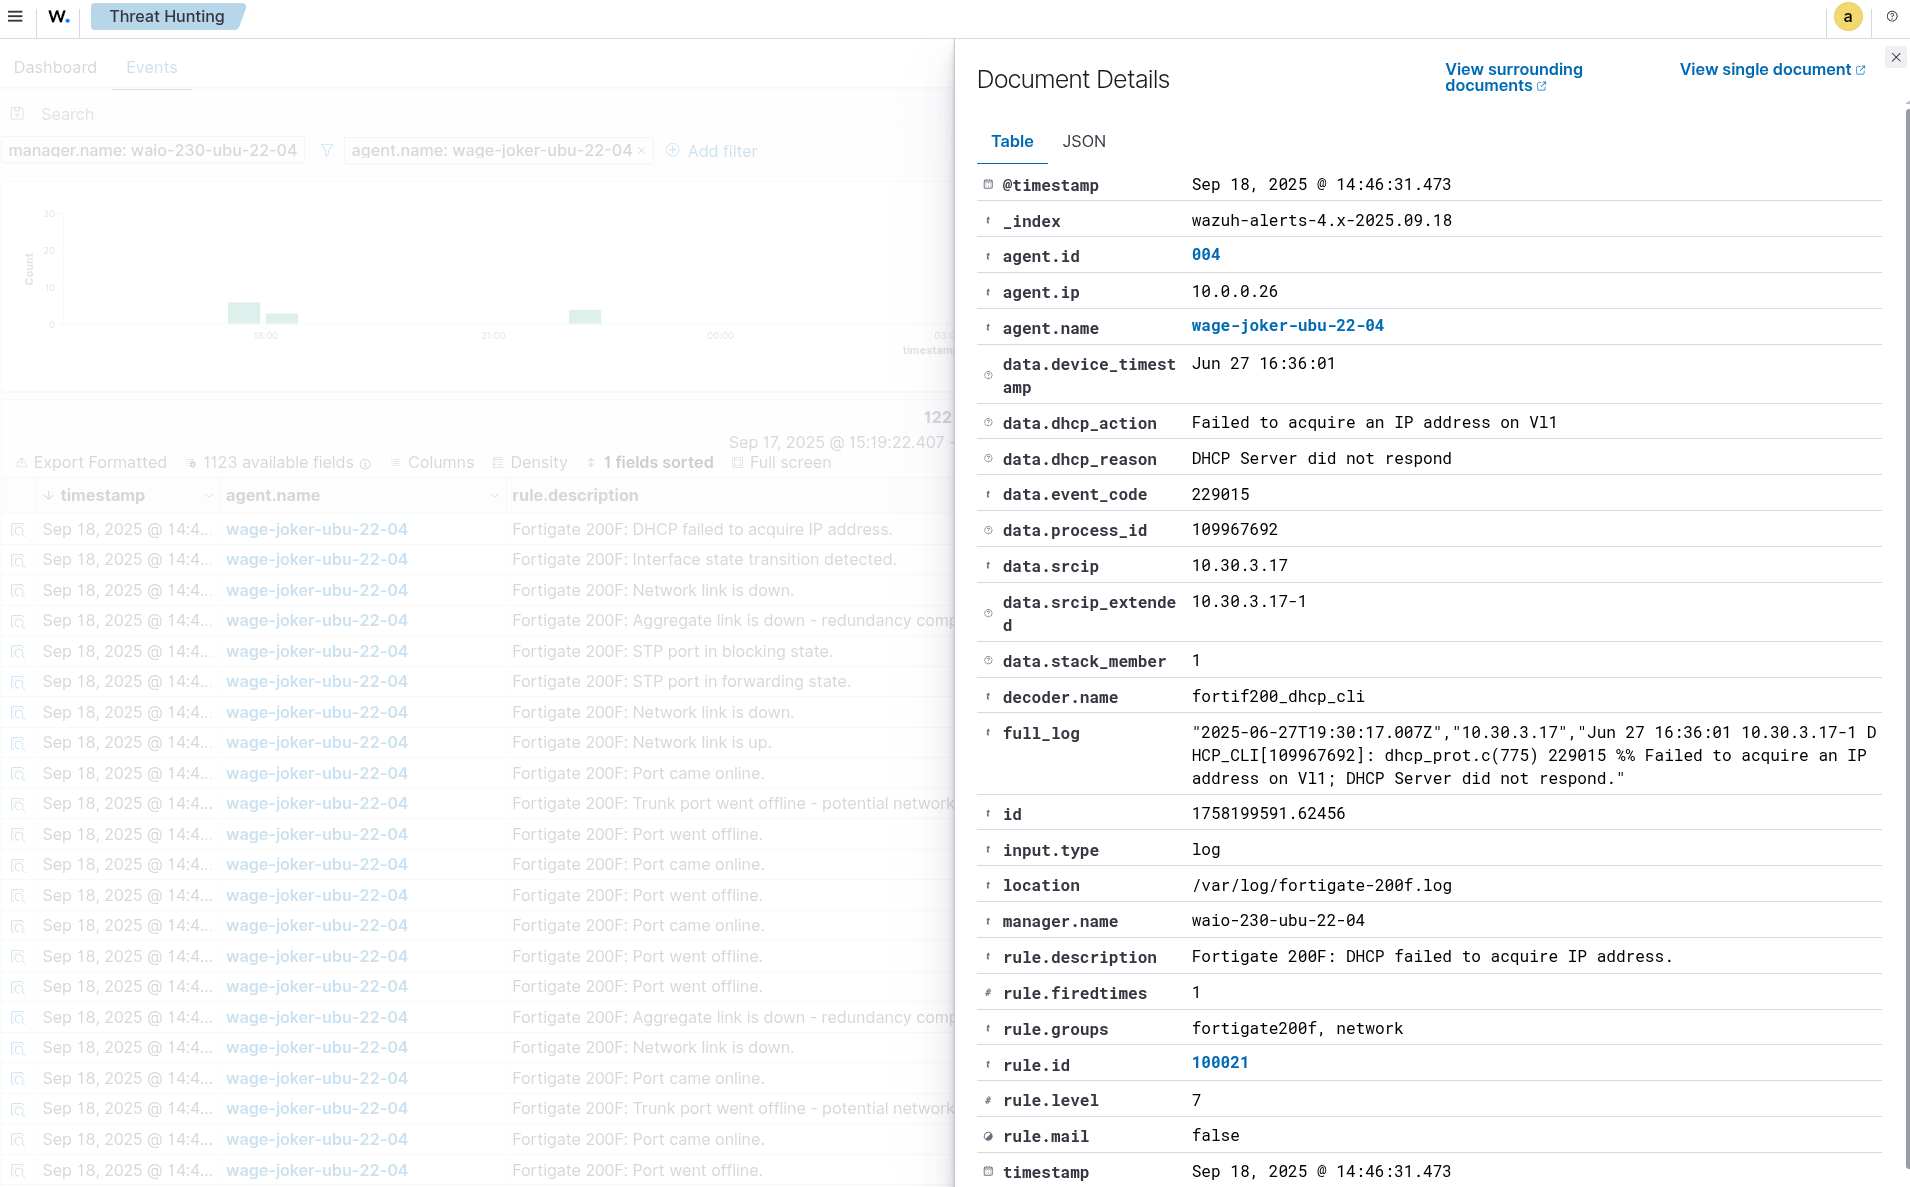 W.
Threat Hunting
a
Dashboard
Events
Search
manager.name: waio-230-ubu-22-04
agent.name: wage-joker-ubu-22-04 ×
Add filter
30
20
10
0
Count
18:00
21:00
00:00
03:0
timestamp
122
Sep 17, 2025 @ 15:19:22.407 -
Export Formatted
1123 available fields
Columns
Density
1 fields sorted
Full screen
timestamp
agent.name
rule.description
Sep 18, 2025 @ 14:4... wage-joker-ubu-22-04 Fortigate 200F: DHCP failed to acquire IP address.
Sep 18, 2025 @ 14:4... wage-joker-ubu-22-04 Fortigate 200F: Interface state transition detected.
Sep 18, 2025 @ 14:4... wage-joker-ubu-22-04 Fortigate 200F: Network link is down.
Sep 18, 2025 @ 14:4... wage-joker-ubu-22-04 Fortigate 200F: Aggregate link is down - redundancy comp
Sep 18, 2025 @ 14:4... wage-joker-ubu-22-04 Fortigate 200F: STP port in blocking state.
Sep 18, 2025 @ 14:4... wage-joker-ubu-22-04 Fortigate 200F: STP port in forwarding state.
Sep 18, 2025 @ 14:4... wage-joker-ubu-22-04 Fortigate 200F: Network link is down.
Sep 18, 2025 @ 14:4... wage-joker-ubu-22-04 Fortigate 200F: Network link is up.
Sep 18, 2025 @ 14:4... wage-joker-ubu-22-04 Fortigate 200F: Port came online.
Sep 18, 2025 @ 14:4... wage-joker-ubu-22-04 Fortigate 200F: Trunk port went offline - potential network
Sep 18, 2025 @ 14:4... wage-joker-ubu-22-04 Fortigate 200F: Port went offline.
Sep 18, 2025 @ 14:4... wage-joker-ubu-22-04 Fortigate 200F: Port came online.
Sep 18, 2025 @ 14:4... wage-joker-ubu-22-04 Fortigate 200F: Port went offline.
Sep 18, 2025 @ 14:4... wage-joker-ubu-22-04 Fortigate 200F: Port came online.
Sep 18, 2025 @ 14:4... wage-joker-ubu-22-04 Fortigate 200F: Port went offline.
Sep 18, 2025 @ 14:4... wage-joker-ubu-22-04 Fortigate 200F: Port went offline.
Sep 18, 2025 @ 14:4... wage-joker-ubu-22-04 Fortigate 200F: Aggregate link is down - redundancy comp
Sep 18, 2025 @ 14:4... wage-joker-ubu-22-04 Fortigate 200F: Network link is down.
Sep 18, 2025 @ 14:4... wage-joker-ubu-22-04 Fortigate 200F: Port came online.
Sep 18, 2025 @ 14:4... wage-joker-ubu-22-04 Fortigate 200F: Trunk port went offline - potential network
Sep 18, 2025 @ 14:4... wage-joker-ubu-22-04 Fortigate 200F: Port came online.
Sep 18, 2025 @ 14:4... wage-joker-ubu-22-04 Fortigate 200F: Port went offline.
Document Details
View surrounding
documents
View single document
Table
JSON
@timestamp Sep 18, 2025 @ 14:46:31.473
t _index wazuh-alerts-4.x-2025.09.18
t agent.id 004
t agent.ip 10.0.0.26
t agent.name wage-joker-ubu-22-04
data.device_timest Jun 27 16:36:01
amp
data.dhcp_action Failed to acquire an IP address on Vl1
data.dhcp_reason DHCP Server did not respond
data.event_code 229015
data.process_id 109967692
data.srcip 10.30.3.17
data.srcip_extende 10.30.3.17-1
d
data.stack_member 1
t decoder.name fortif200_dhcp_cli
t full_log "2025-06-27T19:30:17.007Z","10.30.3.17","Jun 27 16:36:01 10.30.3.17-1 D
HCP_CLI[109967692]: dhcp_prot.c(775) 229015 %% Failed to acquire an IP
address on Vl1; DHCP Server did not respond."
t id 1758199591.62456
t input.type log
t location /var/log/fortigate-200f.log
t manager.name waio-230-ubu-22-04
t rule.description Fortigate 200F: DHCP failed to acquire IP address.
# rule.firedtimes 1
t rule.groups fortigate200f, network
t rule.id 100021
# rule.level 7
rule.mail false
timestamp Sep 18, 2025 @ 14:46:31.473